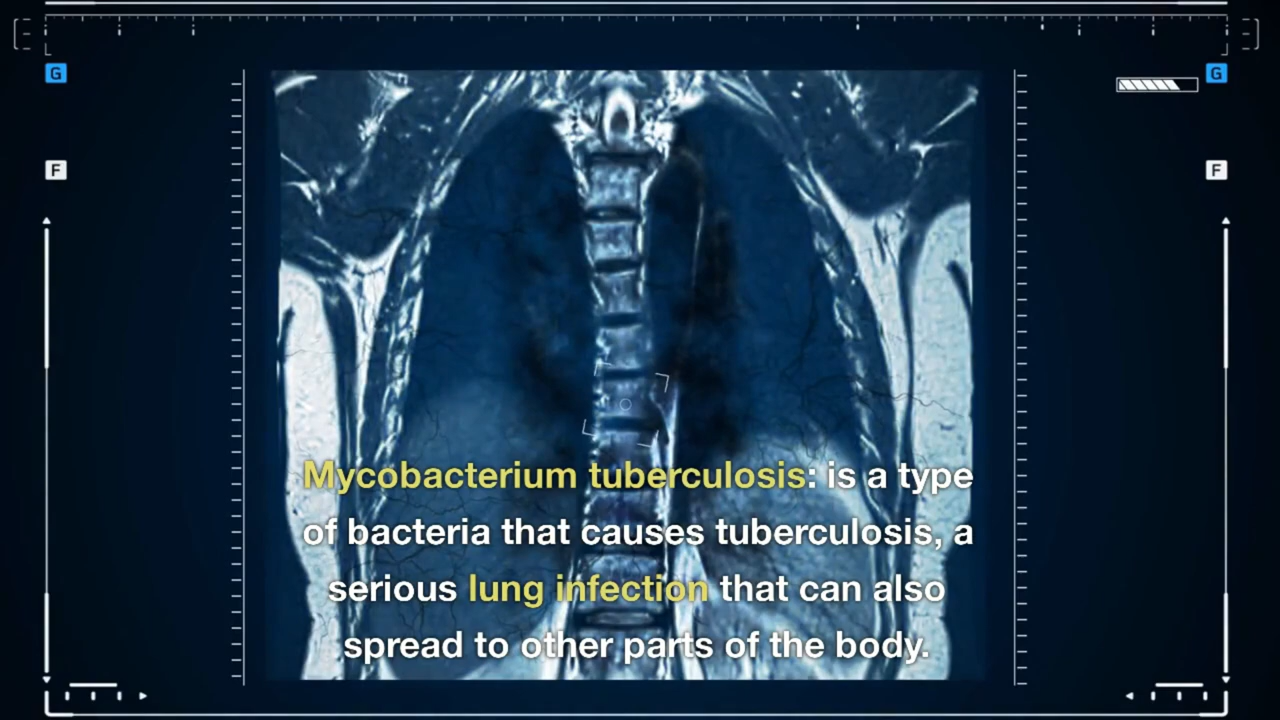 G G
F F
Mycobacterium tuberculosis: is a type
of bacteria that causes tuberculosis, a
serious lung infection that can also
spread to other parts of the body.